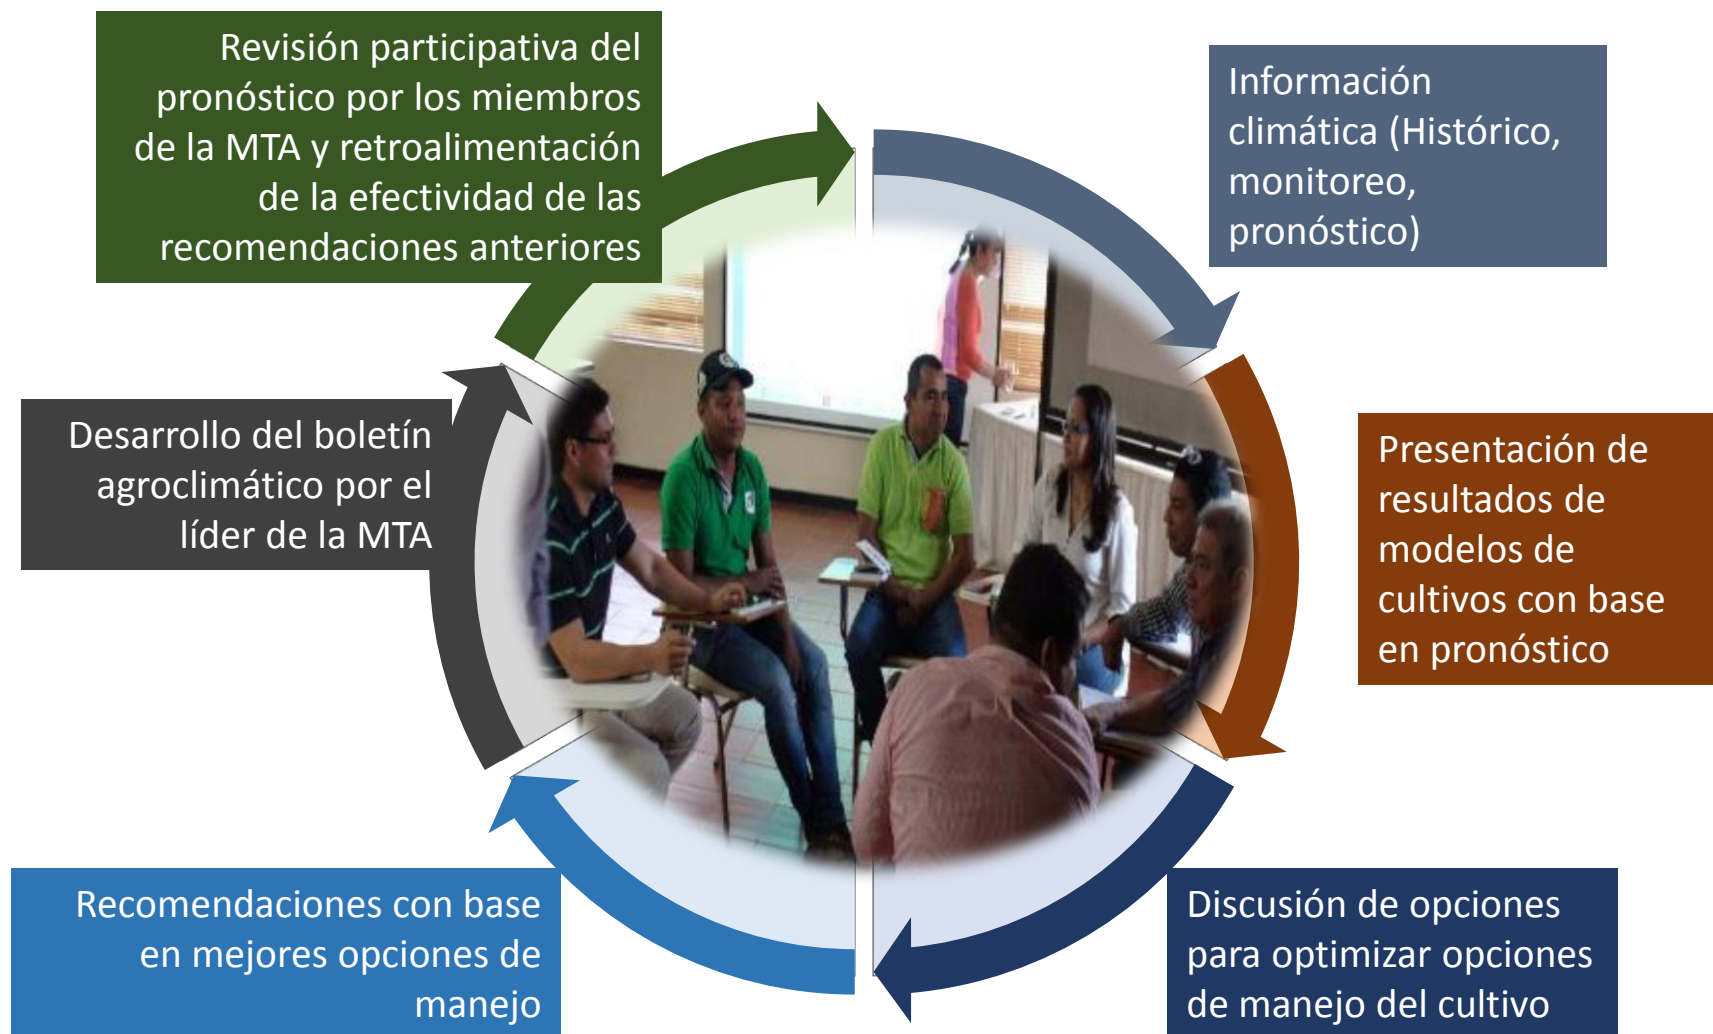 Revisión participativa del
pronóstico por los miembros
de la MTA y retroalimentación
de la efectividad de las
recomendaciones anteriores
Información
climática (Histórico,
monitoreo,
pronóstico)
Presentación de
resultados de
modelos de
cultivos con base
en pronóstico
Discusión de opciones
para optimizar opciones
de manejo del cultivo
Recomendaciones con base
en mejores opciones de
manejo
Desarrollo del boletín
agroclimático por el
líder de la MTA